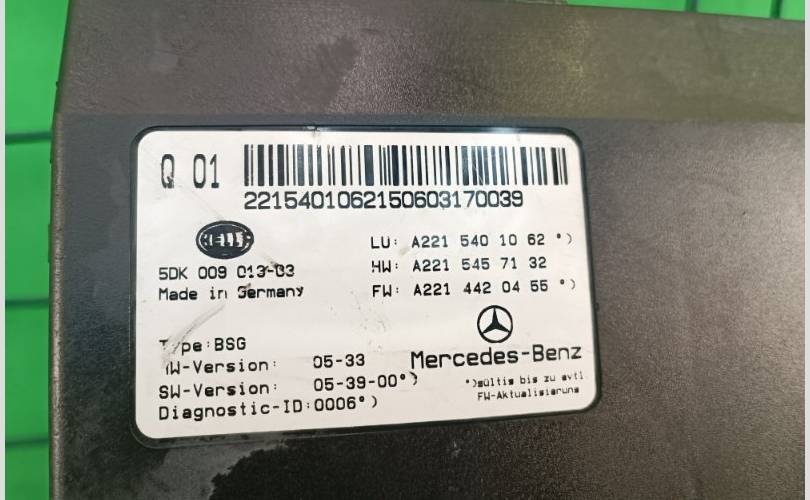 Q 01
2215401062150603170039
HELLA
LU: A221 540 10 62 *)
5DK 009 013-03
HW: A221 545 71 32
Made in Germany
FW: A221 442 04 55 *)
Type:BSG
HW-Version: 05-33
Mercedes-Benz
SW-Version: 05-39-00*)
*)gültig bis zu evtl
Diagnostic-ID:0006*)
FW-Aktualisierung